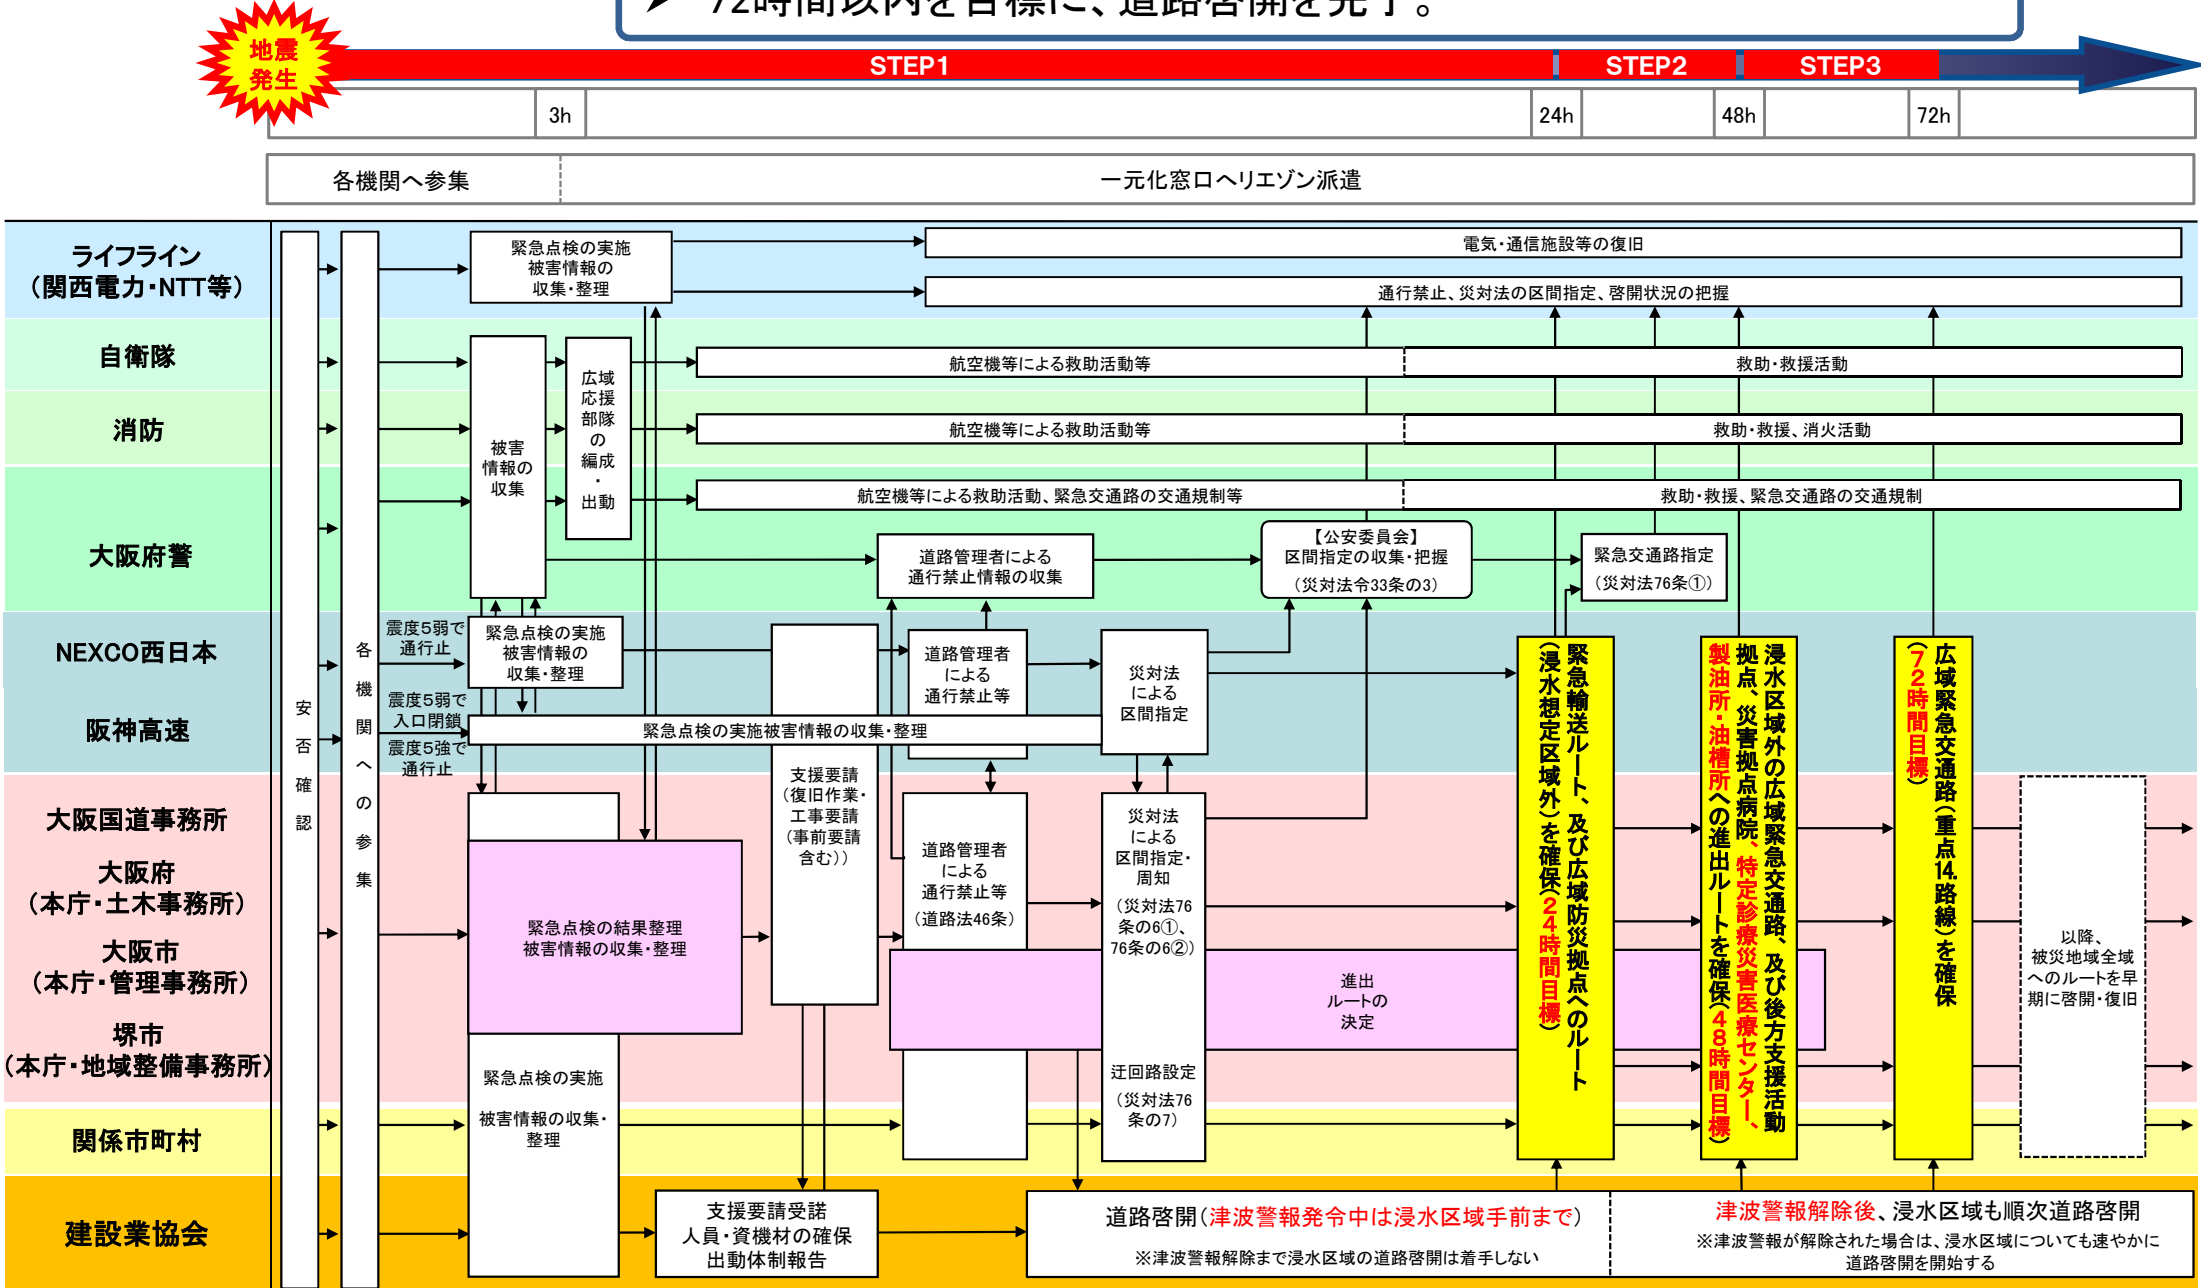 ➤ 72時間以内を目標に、道路啓開を完了。
地震
発生
STEP1
STEP2
STEP3
3h
24h
48h
72h
各機関へ参集
一元化窓口へリエゾン派遣
ライフライン
(関西電力・NTT等)
自衛隊
消防
大阪府警
NEXCO西日本
阪神高速
大阪国道事務所
大阪府
(本庁・土木事務所)
大阪市
(本庁・管理事務所)
堺市
(本庁・地域整備事務所)
関係市町村
建設業協会
安否確認
各機関への参集
緊急点検の実施
被害情報の
収集・整理
電気・通信施設等の復旧
通行禁止、災対法の区間指定、啓開状況の把握
被害
情報の
収集
広域
応援
部隊
の
編成
・
出動
航空機等による救助活動等
救助・救援活動
航空機等による救助活動等
救助・救援、消火活動
航空機等による救助活動、緊急交通路の交通規制等
救助・救援、緊急交通路の交通規制
道路管理者による
通行禁止情報の収集
【公安委員会】
区間指定の収集・把握
(災対法令33条の3)
緊急交通路指定
(災対法76条①)
震度5弱で
通行止
緊急点検の実施
被害情報の
収集・整理
震度5弱で
入口閉鎖
震度5強で
通行止
緊急点検の実施被害情報の収集・整理
道路管理者
による
通行禁止等
災対法
による
区間指定
支援要請
(復旧作業・
工事要請
(事前要請
含む))
道路管理者
による
通行禁止等
(道路法46条)
災対法
による
区間指定・
周知
(災対法76
条の6①、
76条の6②)
迂回路設定
(災対法76
条の7)
緊急点検の結果整理
被害情報の収集・整理
緊急点検の実施
被害情報の収集・
整理
進出
ルートの
決定
緊急輸送ルート、及び広域防災拠点へのルート
(浸水想定区域外)を確保(24時間目標)
浸水区域外の広域緊急交通路、及び後方支援活動
拠点、災害拠点病院、特定診療災害医療センター、
製油所・油槽所への進出ルートを確保(48時間目標)
広域緊急交通路(重点14路線)を確保
(72時間目標)
以降、
被災地域全域
へのルートを早
期に啓開・復旧
支援要請受諾
人員・資機材の確保
出動体制報告
道路啓開(津波警報発令中は浸水区域手前まで)
※津波警報解除まで浸水区域の道路啓開は着手しない
津波警報解除後、浸水区域も順次道路啓開
※津波警報が解除された場合は、浸水区域についても速やかに
道路啓開を開始する